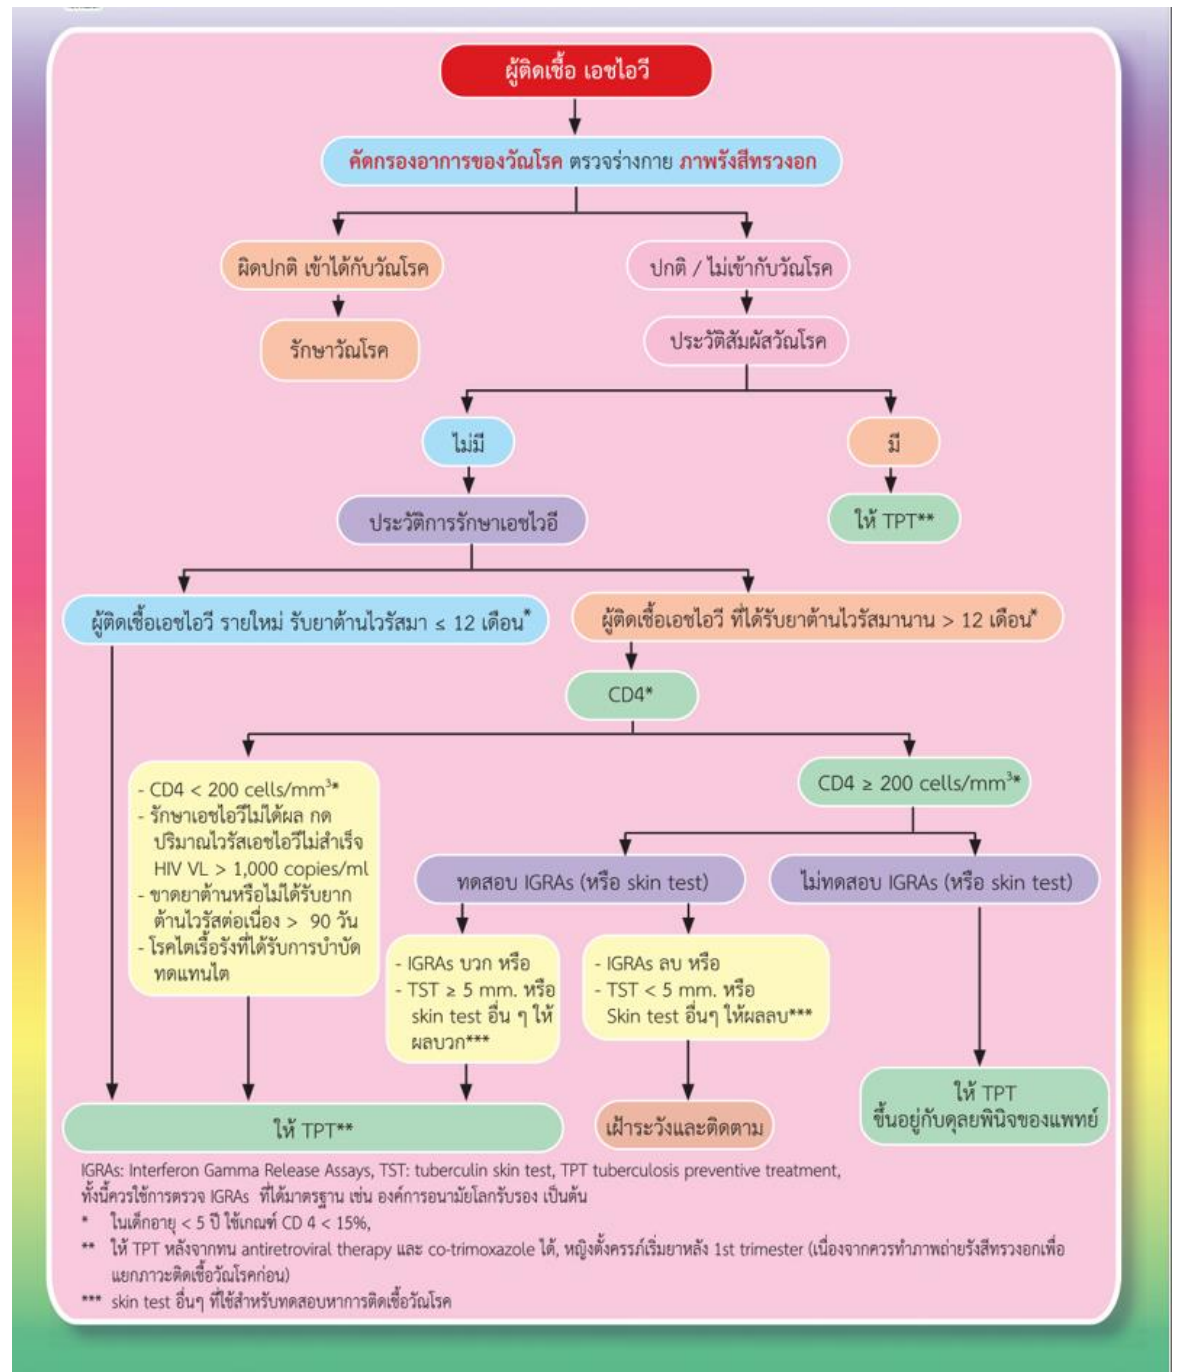 ผู้ติดเชื้อ เอชไอวี
คัดกรองอาการของวัณโรค ตรวจร่างกาย ภาพรังสีทรวงอก
ผิดปกติ เข้าได้กับวัณโรค
ปกติ / ไม่เข้ากับวัณโรค
รักษาวัณโรค
ประวัติสัมผัสวัณโรค
ไม่มี
มี
ประวัติการรักษาเอชไวอี
ให้ TPT**
ผู้ติดเชื้อเอชไอวี รายใหม่ รับยาต้านไวรัสมา ≤ 12 เดือน*
ผู้ติดเชื้อเอชไอวี ที่ได้รับยาต้านไวรัสมานาน > 12 เดือน*
CD4*
- CD4 < 200 cells/mm³*
- รักษาเอชไอวีไม่ได้ผล กด
ปริมาณไวรัสเอชไอวีไม่สำเร็จ
HIV VL > 1,000 copies/ml
- ขาดยาต้านหรือไม่ได้รับยาก
ต้านไวรัสต่อเนื่อง > 90 วัน
- โรคไตเรื้อรังที่ได้รับการบำบัด
ทดแทนไต
CD4 ≥ 200 cells/mm³*
ทดสอบ IGRAs (หรือ skin test)
ไม่ทดสอบ IGRAs (หรือ skin test)
- IGRAs บวก หรือ
- TST ≥ 5 mm. หรือ
skin test อื่น ๆ ให้
ผลบวก***
- IGRAs ลบ หรือ
- TST < 5 mm. หรือ
Skin test อื่นๆ ให้ผลลบ***
ให้ TPT**
เฝ้าระวังและติดตาม
ให้ TPT
ขึ้นอยู่กับดุลยพินิจของแพทย์
IGRAs: Interferon Gamma Release Assays, TST: tuberculin skin test, TPT tuberculosis preventive treatment,
ทั้งนี้ควรใช้การตรวจ IGRAs ที่ได้มาตรฐาน เช่น องค์การอนามัยโลกรับรอง เป็นต้น
* ในเด็กอายุ < 5 ปี ใช้เกณฑ์ CD 4 < 15%,
** ให้ TPT หลังจากทน antiretroviral therapy และ co-trimoxazole ได้, หญิงตั้งครรภ์เริ่มยาหลัง 1st trimester (เนื่องจากควรทำภาพถ่ายรังสีทรวงอกเพื่อ
แยกภาวะติดเชื้อวัณโรคก่อน)
*** skin test อื่นๆ ที่ใช้สำหรับทดสอบหาการติดเชื้อวัณโรค